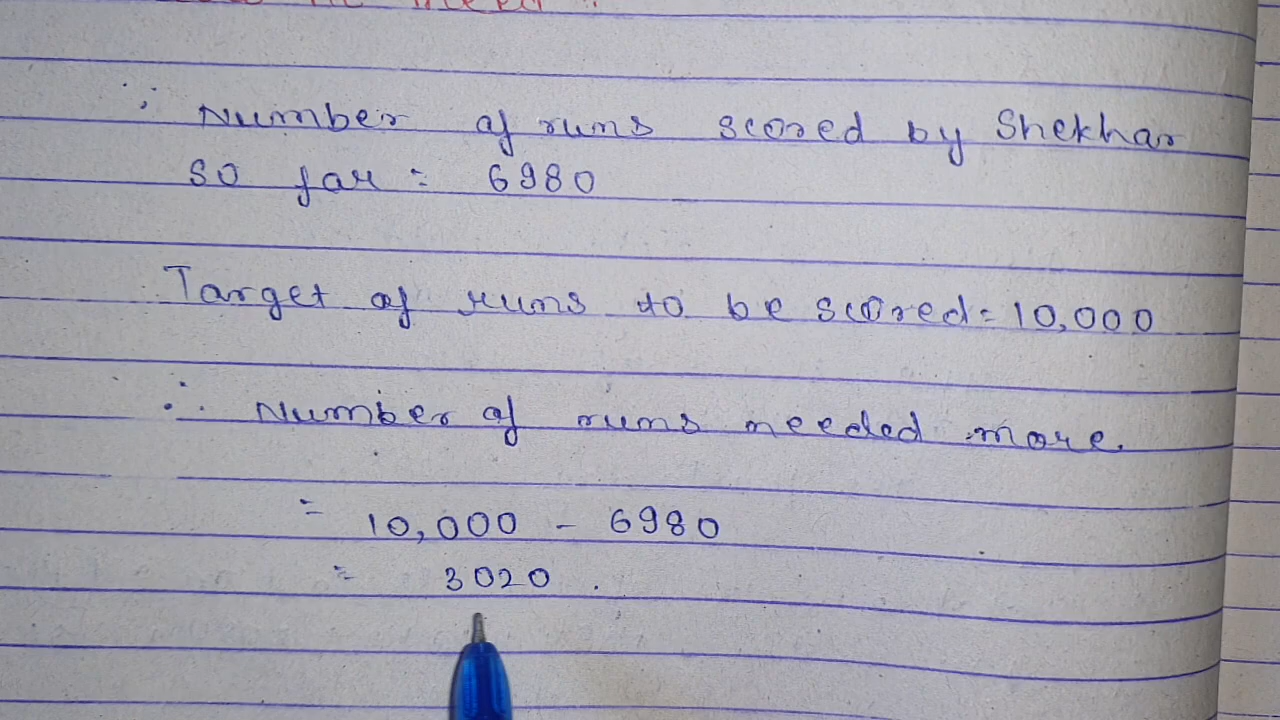 ∵ Number of runs scored by Shekhar
so far = 6980
Target of runs to be scored = 10,000
∴ Number of runs needed more.
= 10,000 - 6980
= 3020 .